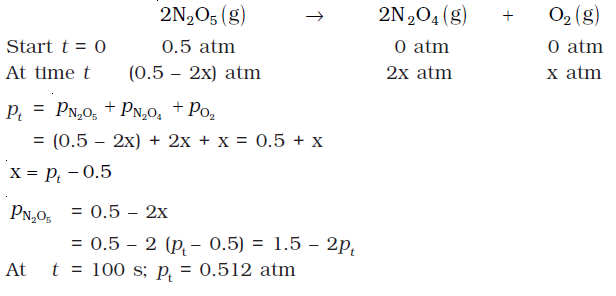 2N₂O₅(g) → 2N₂O₄(g) + O₂(g)
Start t = 0 0.5 atm 0 atm 0 atm
At time t (0.5 – 2x) atm 2x atm x atm
pₜ = p_N₂O₅ + p_N₂O₄ + p_O₂
= (0.5 – 2x) + 2x + x = 0.5 + x
x = pₜ – 0.5
p_N₂O₅ = 0.5 – 2x
= 0.5 – 2 (pₜ – 0.5) = 1.5 – 2pₜ
At t = 100 s; pₜ = 0.512 atm